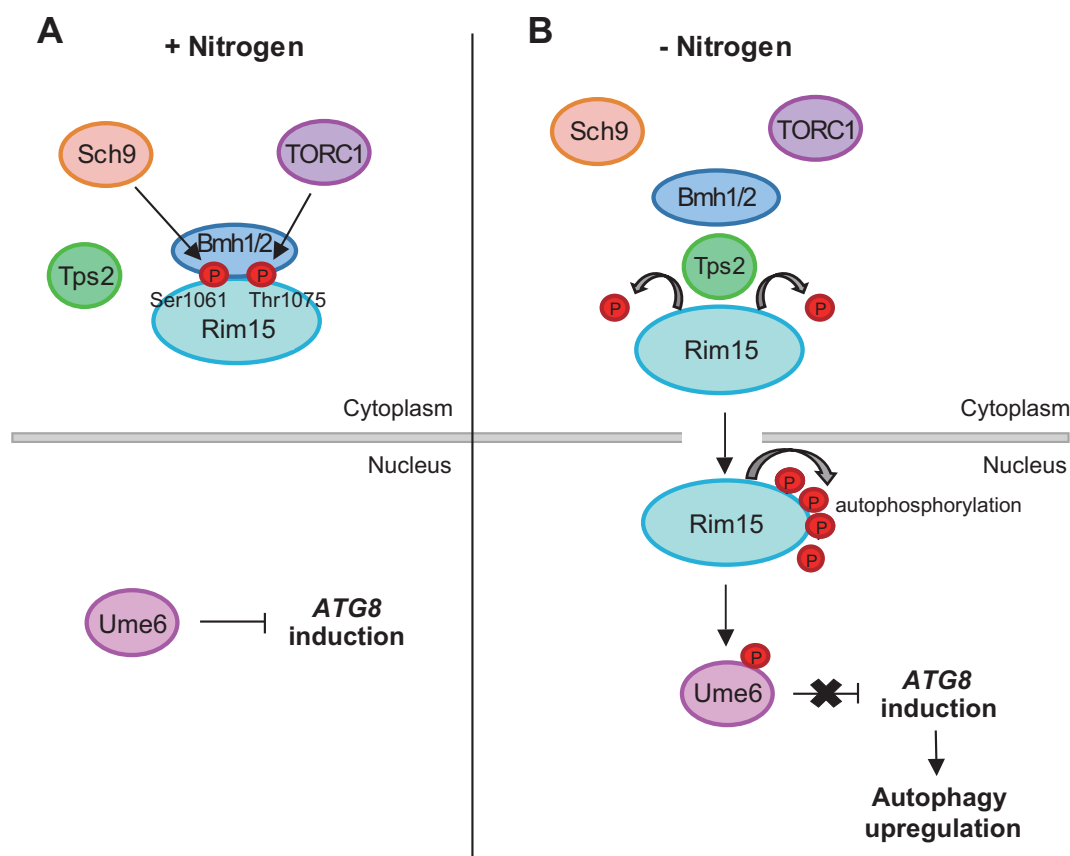 A
+ Nitrogen
Sch9
TORC1
Bmh1/2
Tps2
P
P
Ser1061
Thr1075
Rim15
Cytoplasm
Nucleus
Ume6
ATG8
induction
B
- Nitrogen
Sch9
TORC1
Bmh1/2
Tps2
P
P
Rim15
Cytoplasm
Nucleus
P
P
autophosphorylation
Rim15
P
P
P
Ume6
ATG8
induction
Autophagy
upregulation